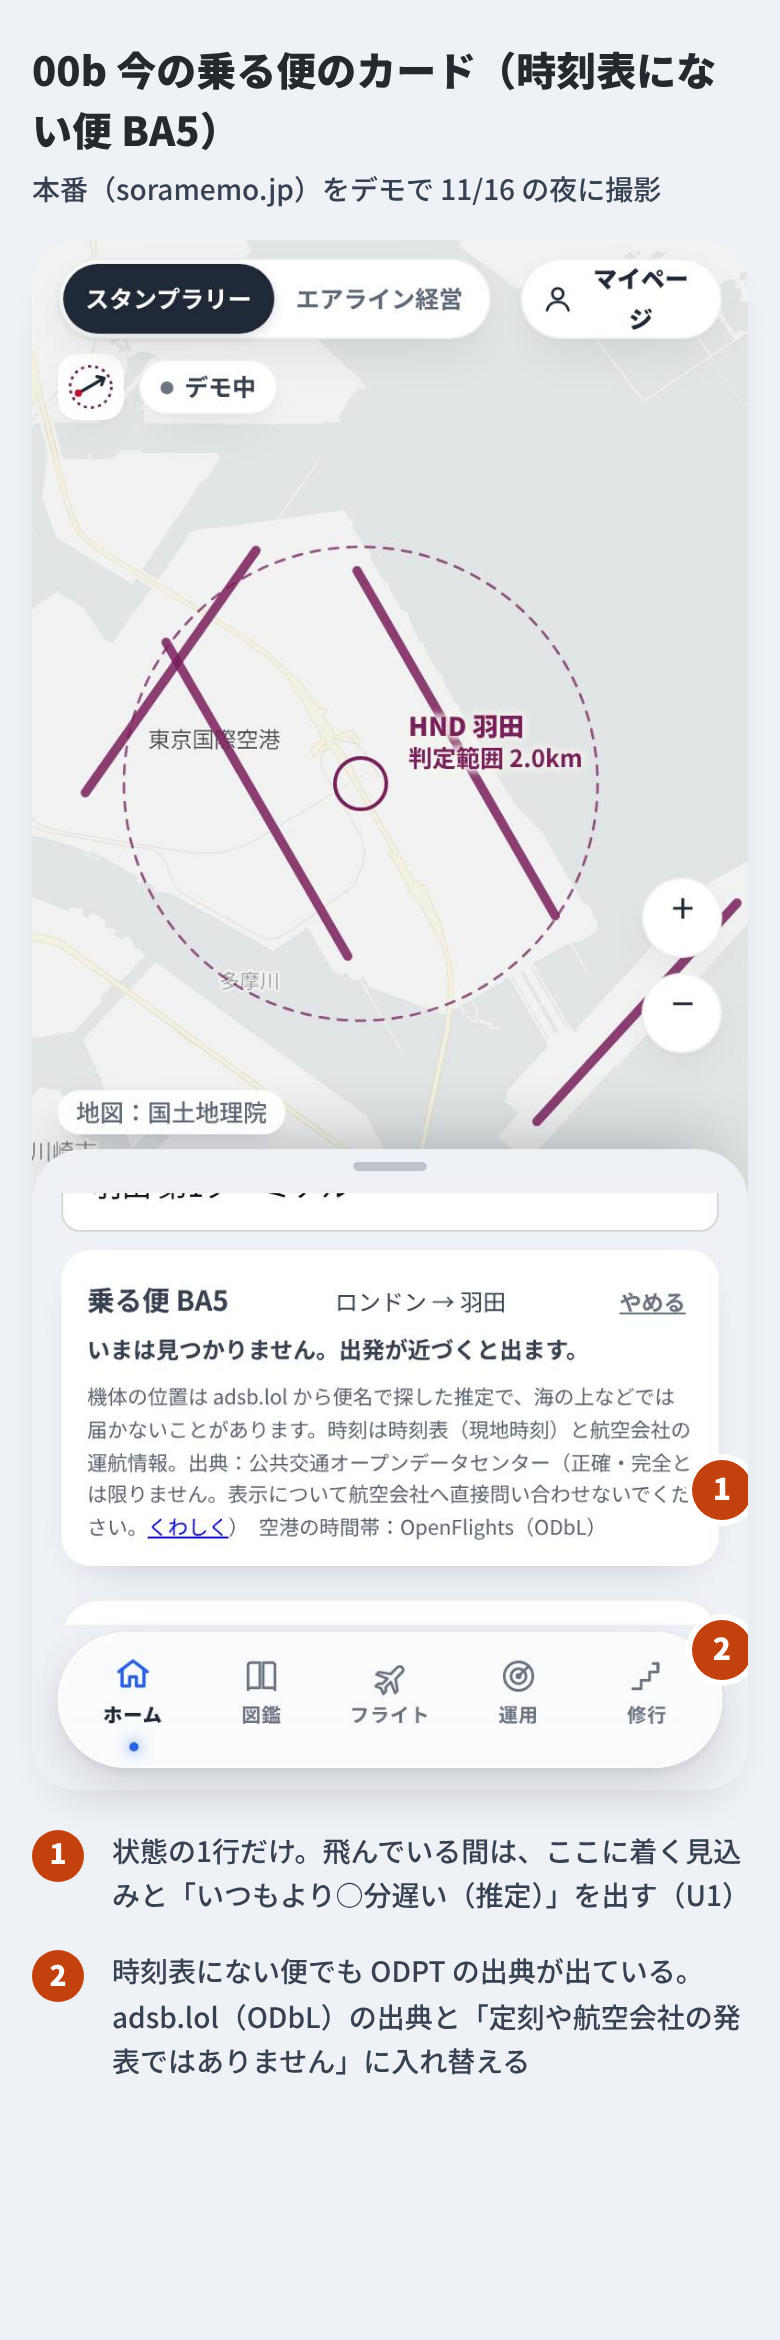 00b 今の乗る便のカード（時刻表にな
い便 BA5）
本番（soramemo.jp）をデモで 11/16 の夜に撮影
スタンプラリー
エアライン経営
マイペー
ジ
デモ中
HND 羽田
判定範囲 2.0km
東京国際空港
+
多摩川
−
地図：国土地理院
川崎市
乗る便 BA5
ロンドン → 羽田
やめる
いまは見つかりません。出発が近づくと出ます。
機体の位置は adsb.lol から便名で探した推定で、海の上などでは
届かないことがあります。時刻は時刻表（現地時刻）と航空会社の
運航情報。出典：公共交通オープンデータセンター（正確・完全と
は限りません。表示について航空会社へ直接問い合わせないでくだ
さい。くわしく） 空港の時間帯：OpenFlights（ODbL）
1
2
ホーム
図鑑
フライト
運用
修行
1 状態の1行だけ。飛んでいる間は、ここに着く見込
みと「いつもより○分遅い（推定）」を出す（U1）
2 時刻表にない便でも ODPT の出典が出ている。
adsb.lol（ODbL）の出典と「定刻や航空会社の発
表ではありません」に入れ替える